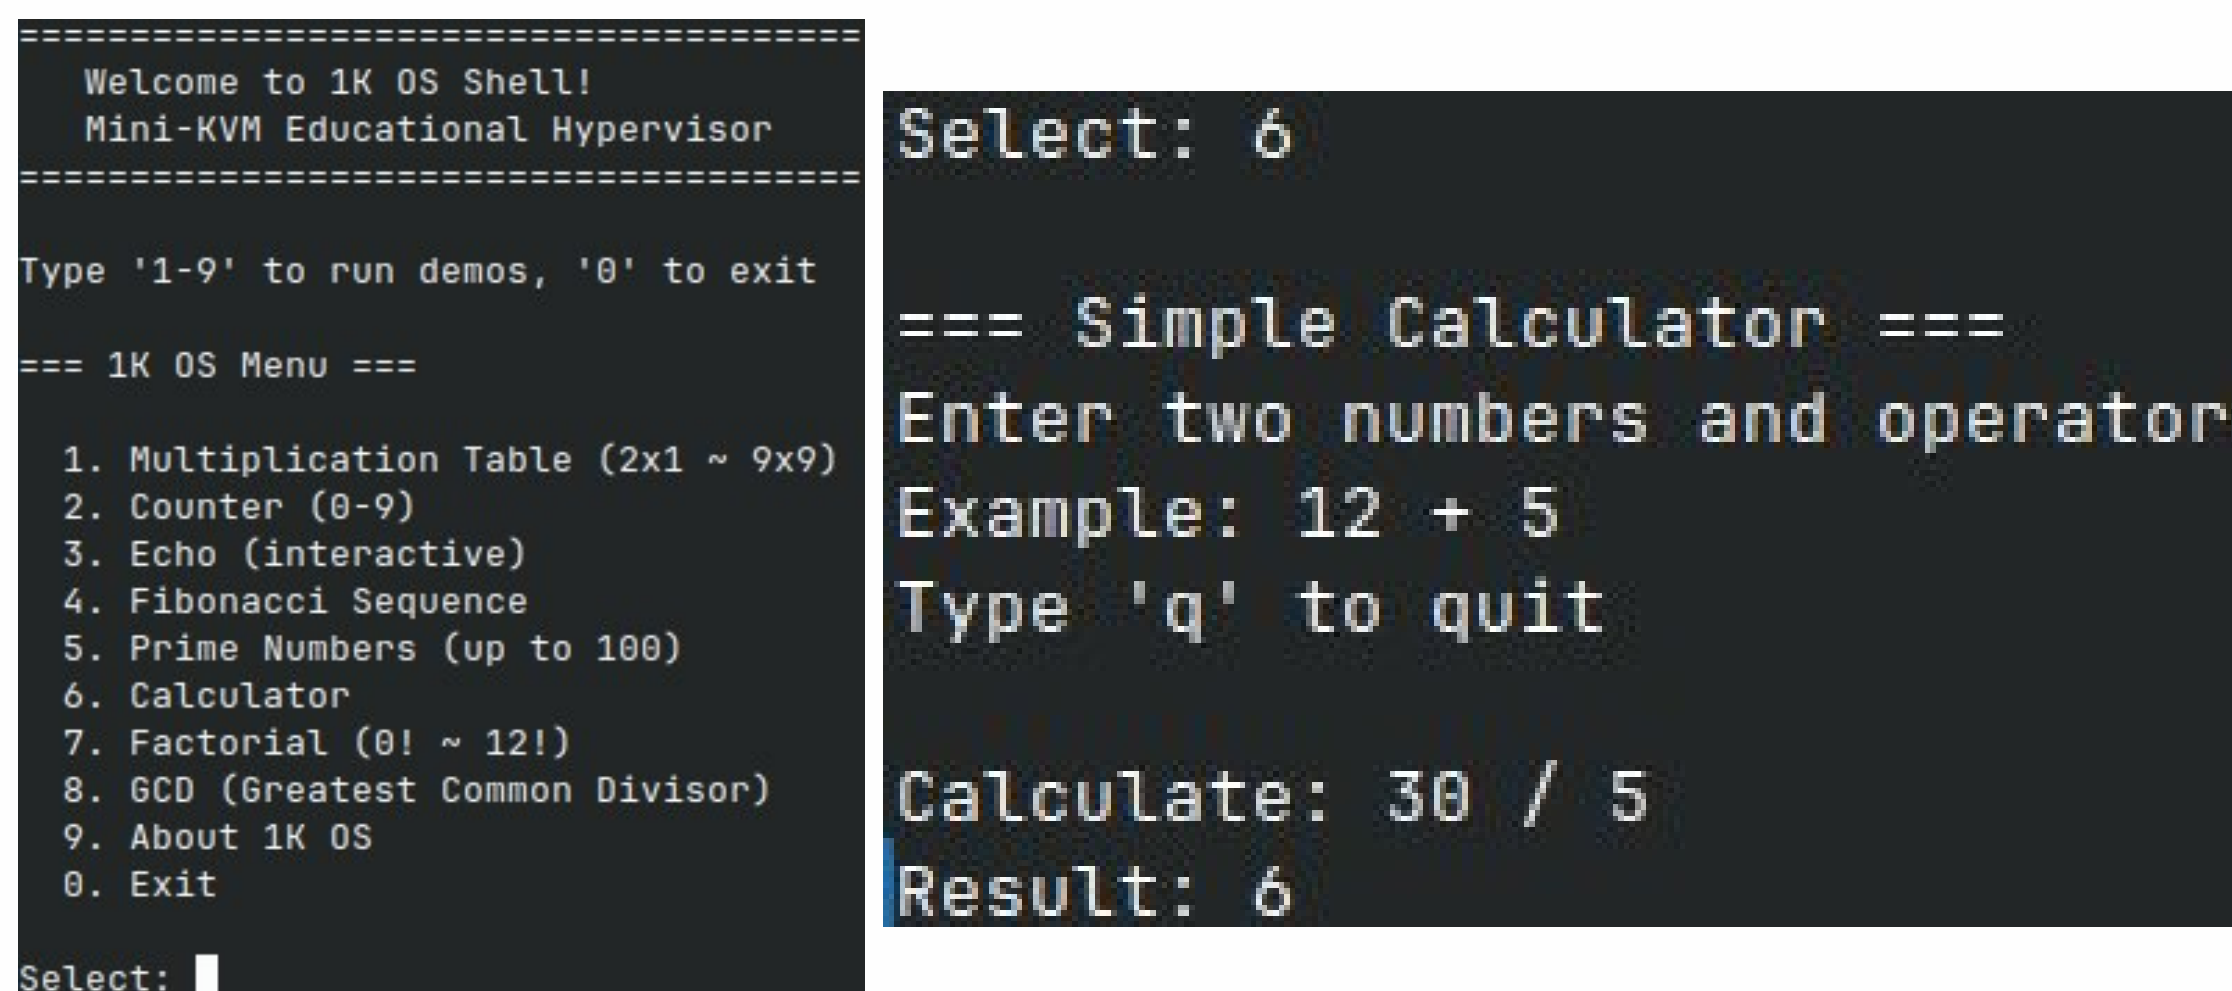 ======================================
   Welcome to 1K OS Shell!
   Mini-KVM Educational Hypervisor
======================================
Type '1-9' to run demos, '0' to exit
=== 1K OS Menu ===
  1. Multiplication Table (2x1 ~ 9x9)
  2. Counter (0-9)
  3. Echo (interactive)
  4. Fibonacci Sequence
  5. Prime Numbers (up to 100)
  6. Calculator
  7. Factorial (0! ~ 12!)
  8. GCD (Greatest Common Divisor)
  9. About 1K OS
  0. Exit
Select:
Select: 6
=== Simple Calculator ===
Enter two numbers and operator
Example: 12 + 5
Type 'q' to quit
Calculate: 30 / 5
Result: 6